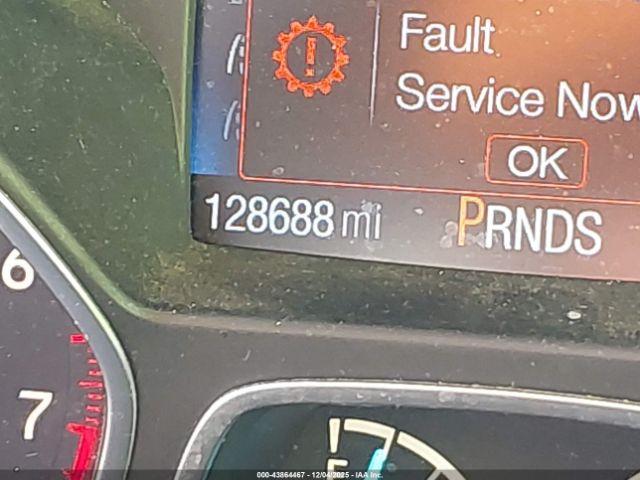 Fault
Service Now
OK
128688 mi PRNDS
6
7
F
000-43864467 - 12/04/2025 - IAA Inc.